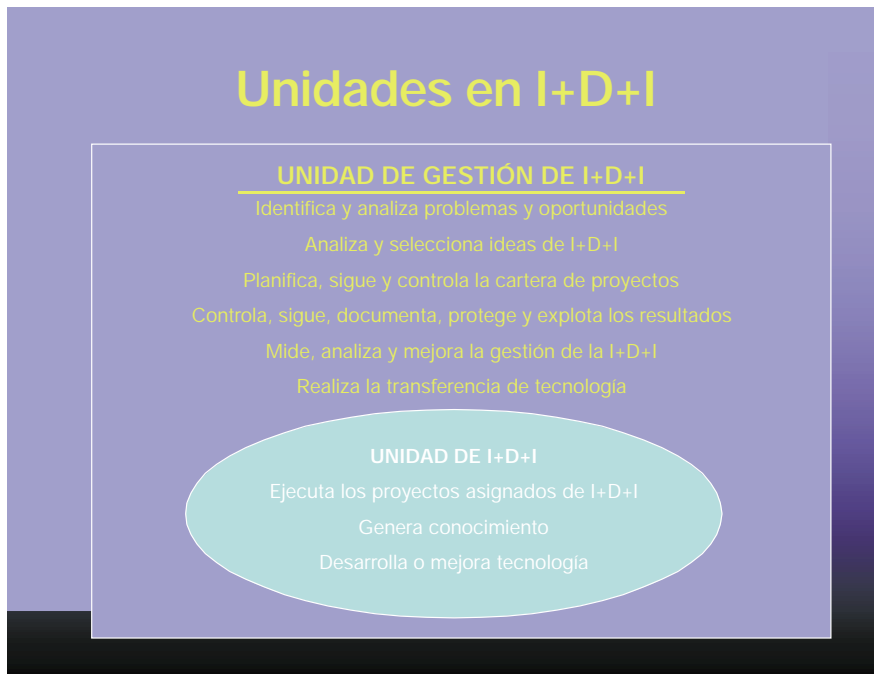 Unidades en I+D+I
UNIDAD DE GESTIÓN DE I+D+I
Identifica y analiza problemas y oportunidades
Analiza y selecciona ideas de I+D+I
Planifica, sigue y controla la cartera de proyectos
Controla, sigue, documenta, protege y explota los resultados
Mide, analiza y mejora la gestión de la I+D+I
Realiza la transferencia de tecnología
UNIDAD DE I+D+I
Ejecuta los proyectos asignados de I+D+I
Genera conocimiento
Desarrolla o mejora tecnología